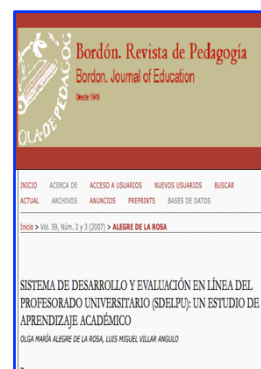 Bordón. Revista de Pedagogía
Bordon. Journal of Education
Desde 1949
OLA·DE·PEDAGOG
INICIO ACERCA DE ACCESO A USUARIOS NUEVOS USUARIOS BUSCAR
ACTUAL ARCHIVOS ANUNCIOS PREPRINTS BASES DE DATOS
Inicio > Vol. 59, Núm. 2 y 3 (2007) > ALEGRE DE LA ROSA
SISTEMA DE DESARROLLO Y EVALUACIÓN EN LÍNEA DEL
PROFESORADO UNIVERSITARIO (SDELPU): UN ESTUDIO DE
APRENDIZAJE ACADÉMICO
OLGA MARÍA ALEGRE DE LA ROSA, LUIS MIGUEL VILLAR ANGULO